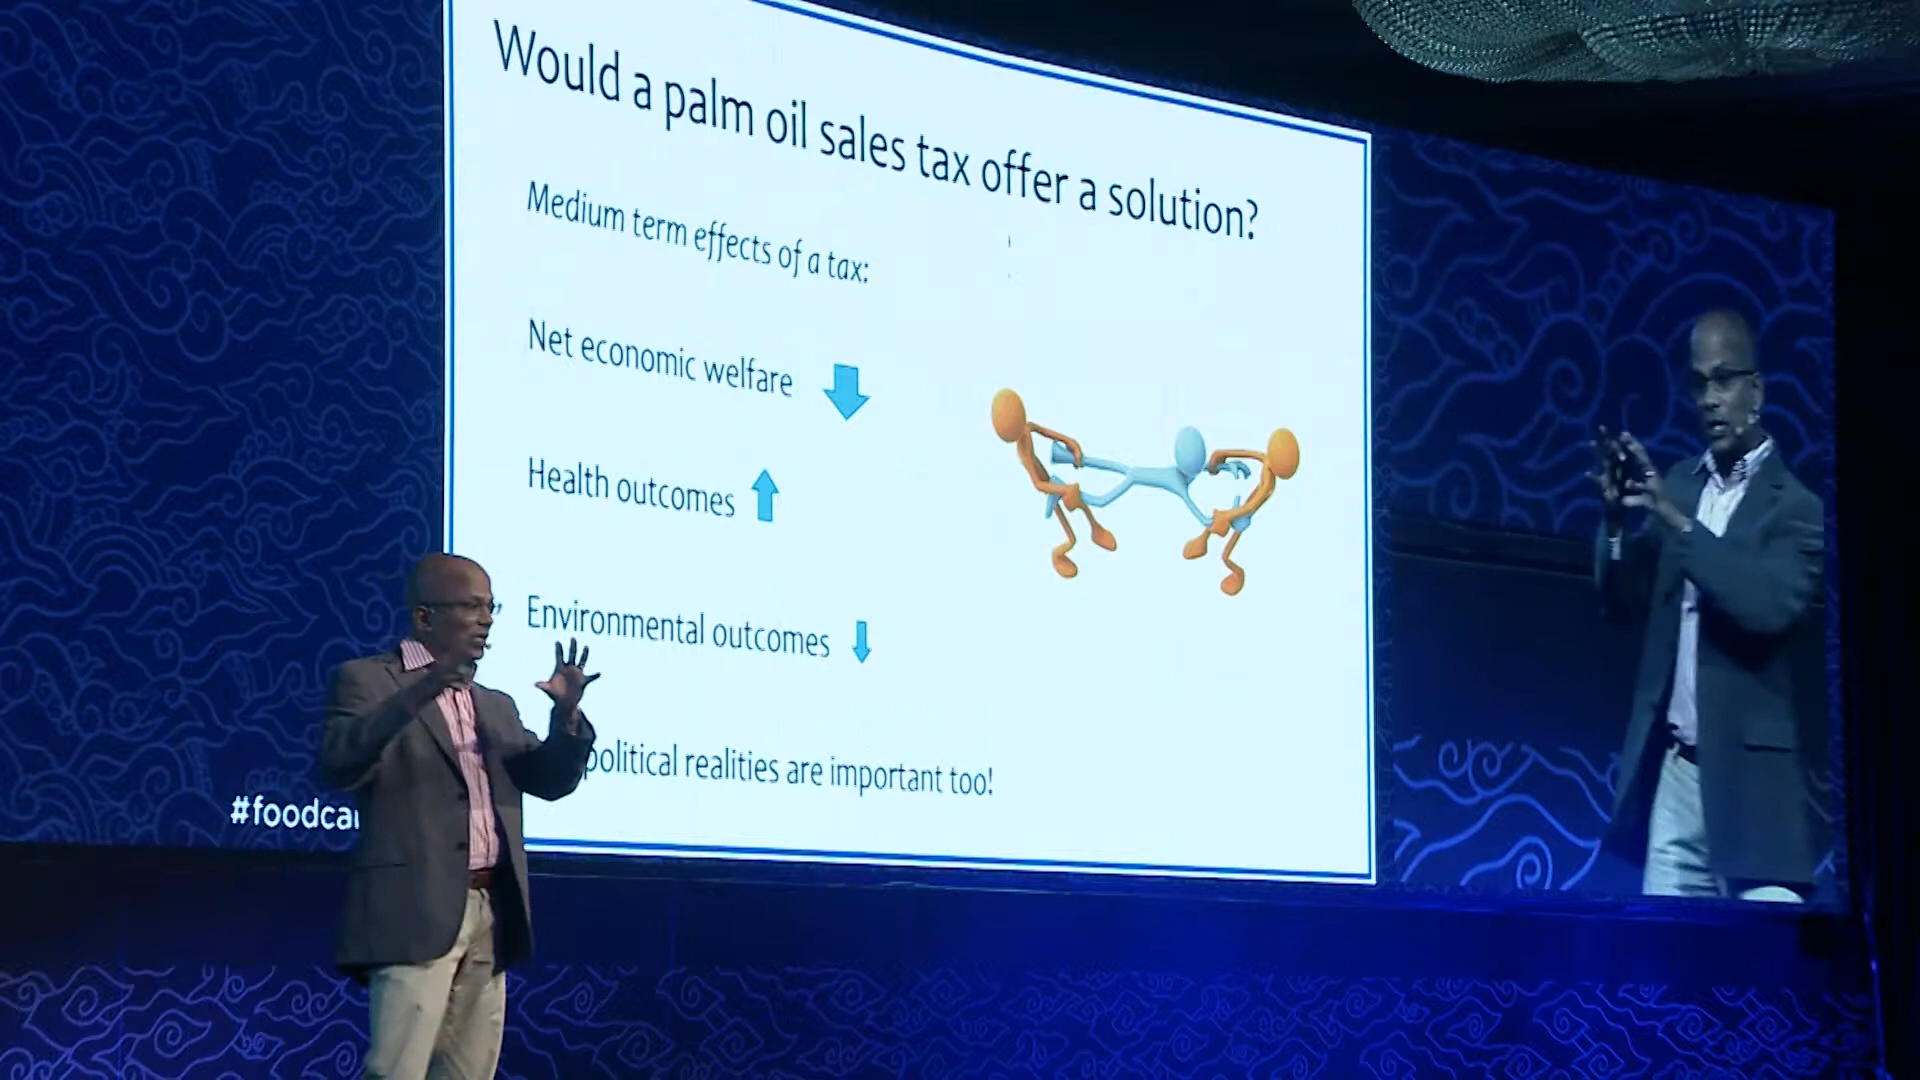 Would a palm oil sales tax offer a solution?
Medium term effects of a tax:
Net economic welfare
Health outcomes
Environmental outcomes
political realities are important too!